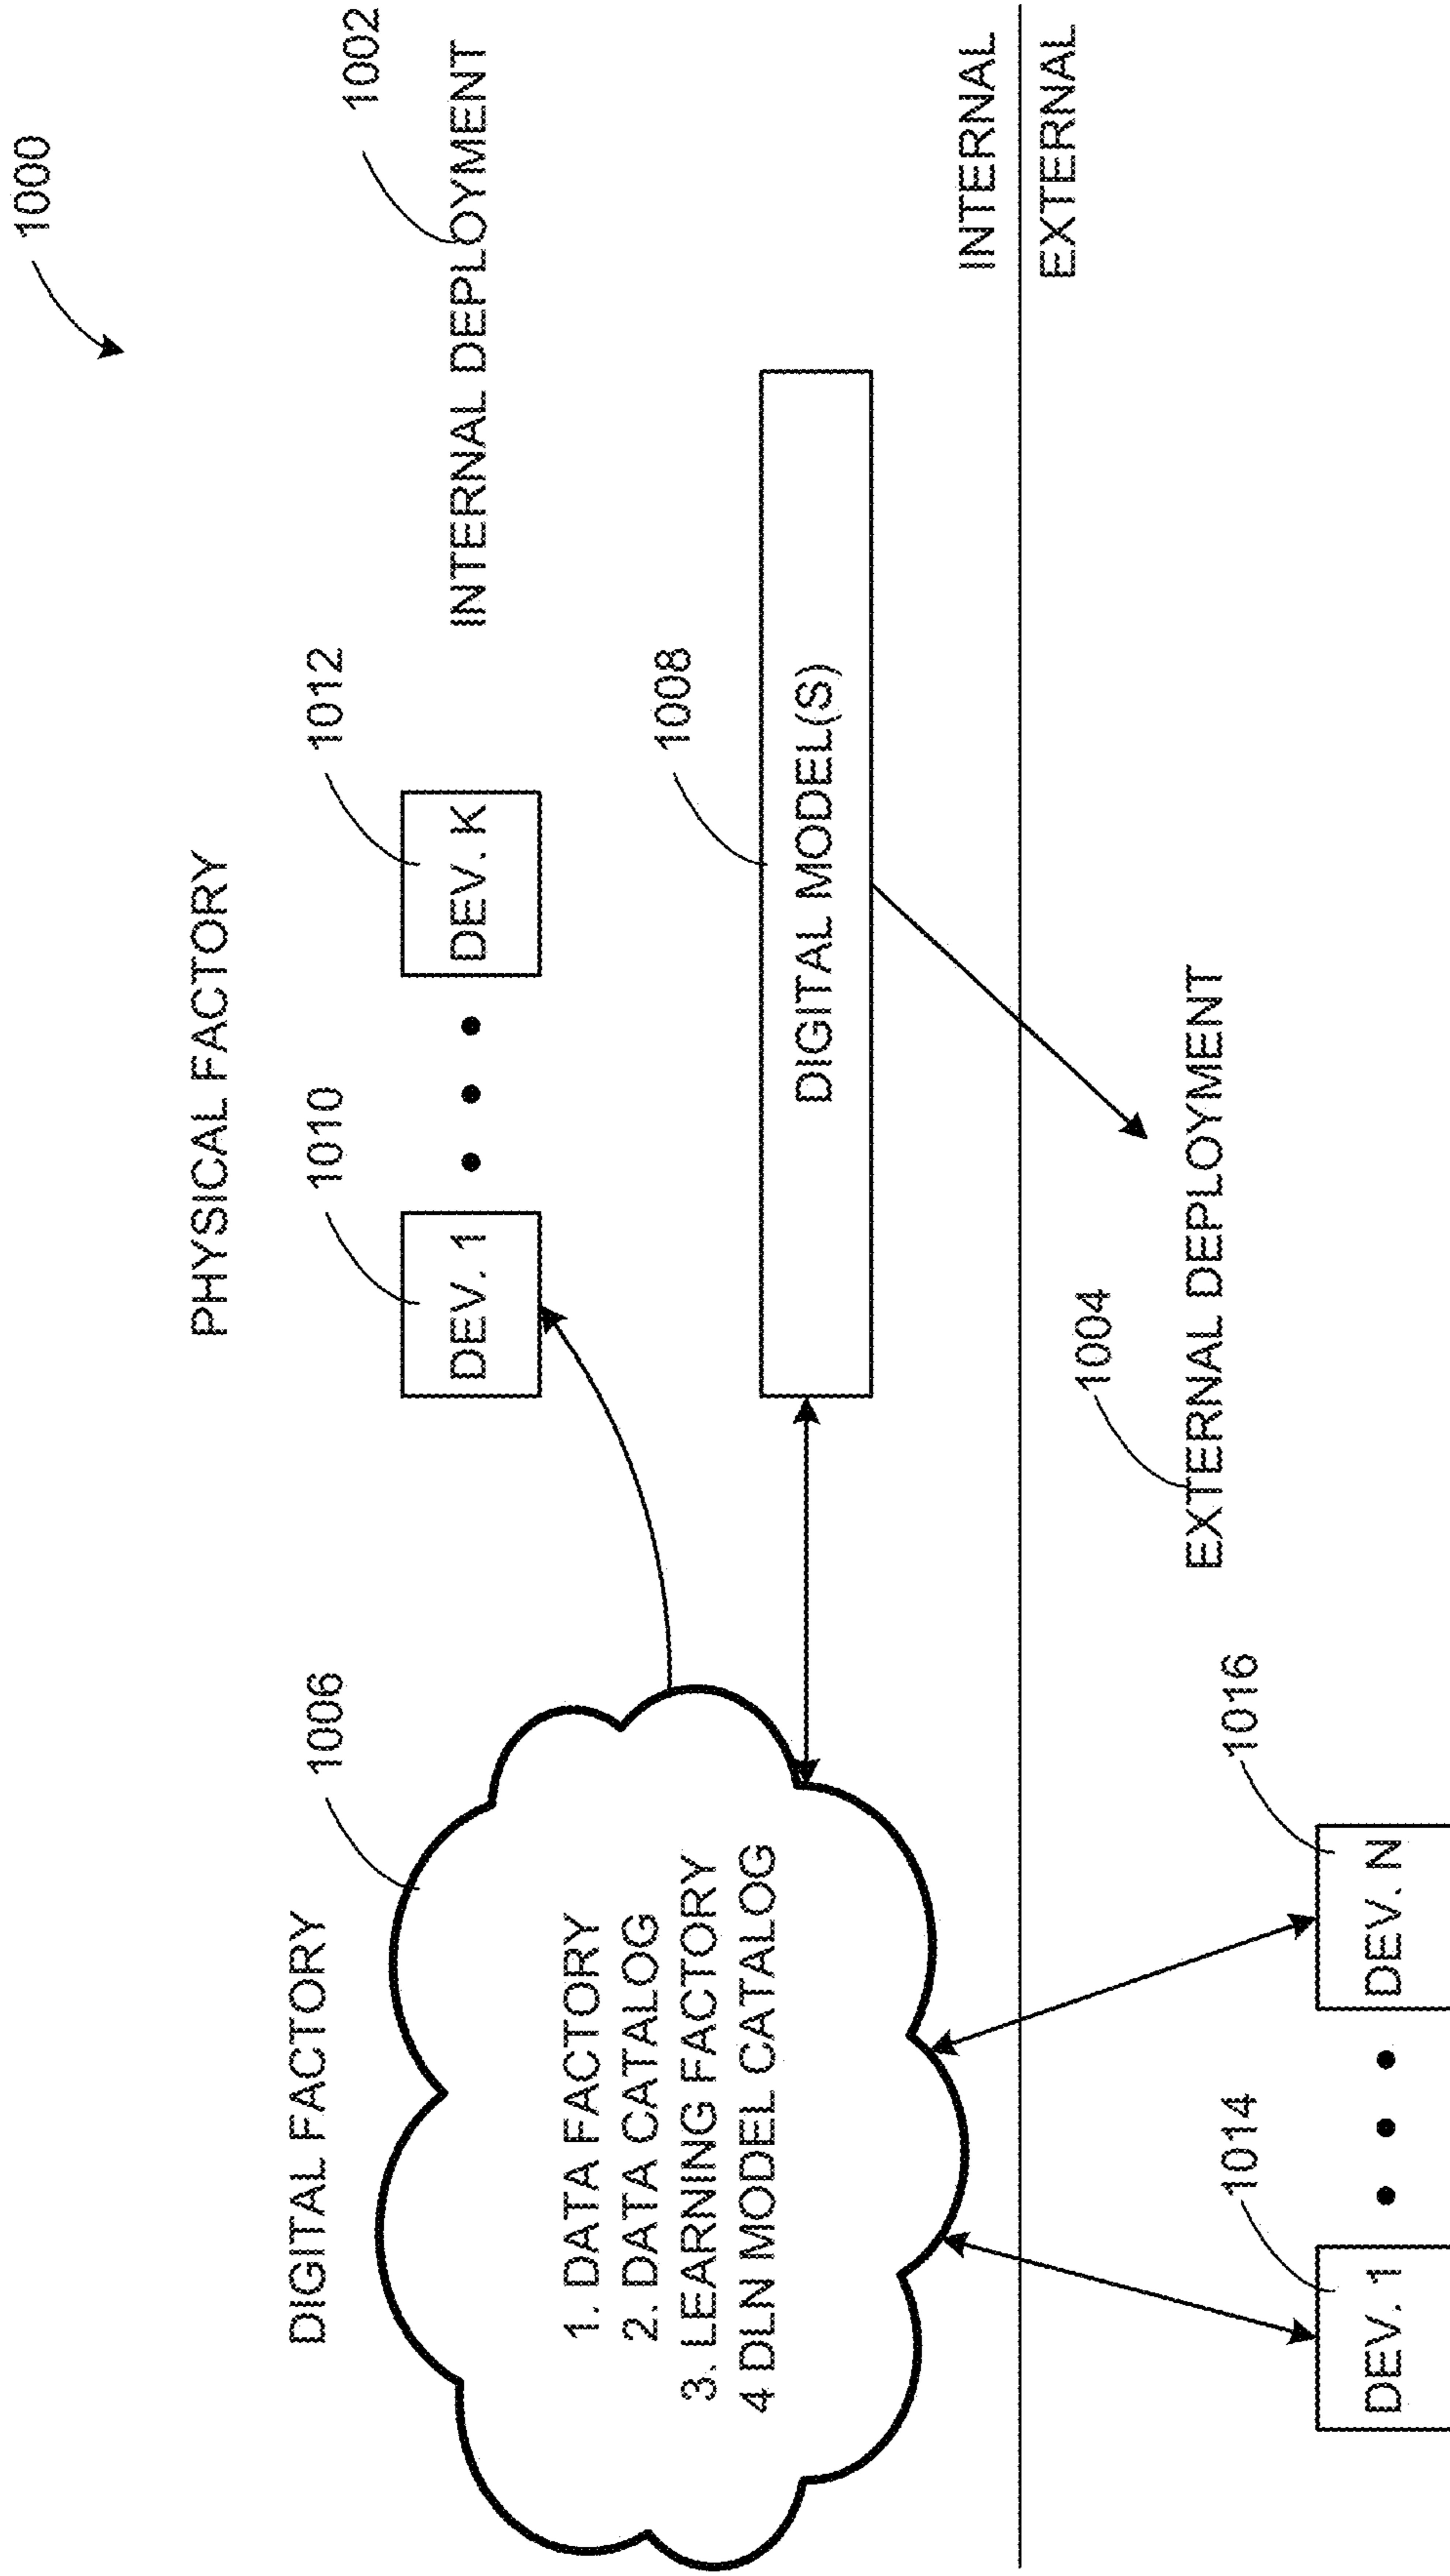 1000
PHYSICAL FACTORY
DIGITAL FACTORY
1006
1010
1012
1002
DEV. 1
DEV. K
INTERNAL DEPLOYMENT
1. DATA FACTORY
2. DATA CATALOG
3. LEARNING FACTORY
4 DLN MODEL CATALOG
1008
DIGITAL MODEL(S)
INTERNAL
EXTERNAL
1004
EXTERNAL DEPLOYMENT
1014
1016
DEV. 1
DEV. N